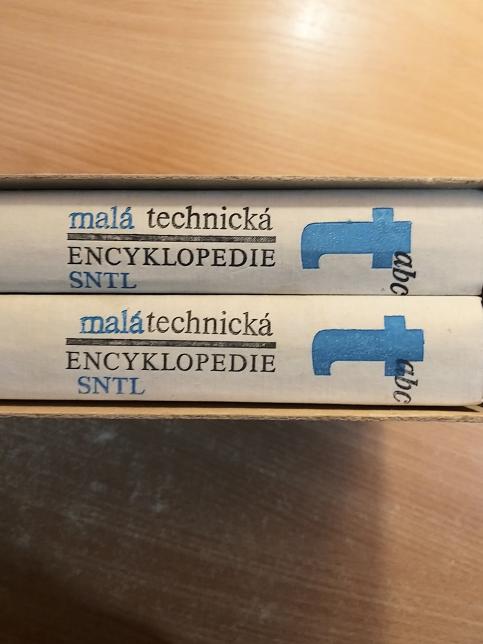 malá technická
ENCYKLOPEDIE
SNTL
t
abc
malá technická
ENCYKLOPEDIE
SNTL
t
abc